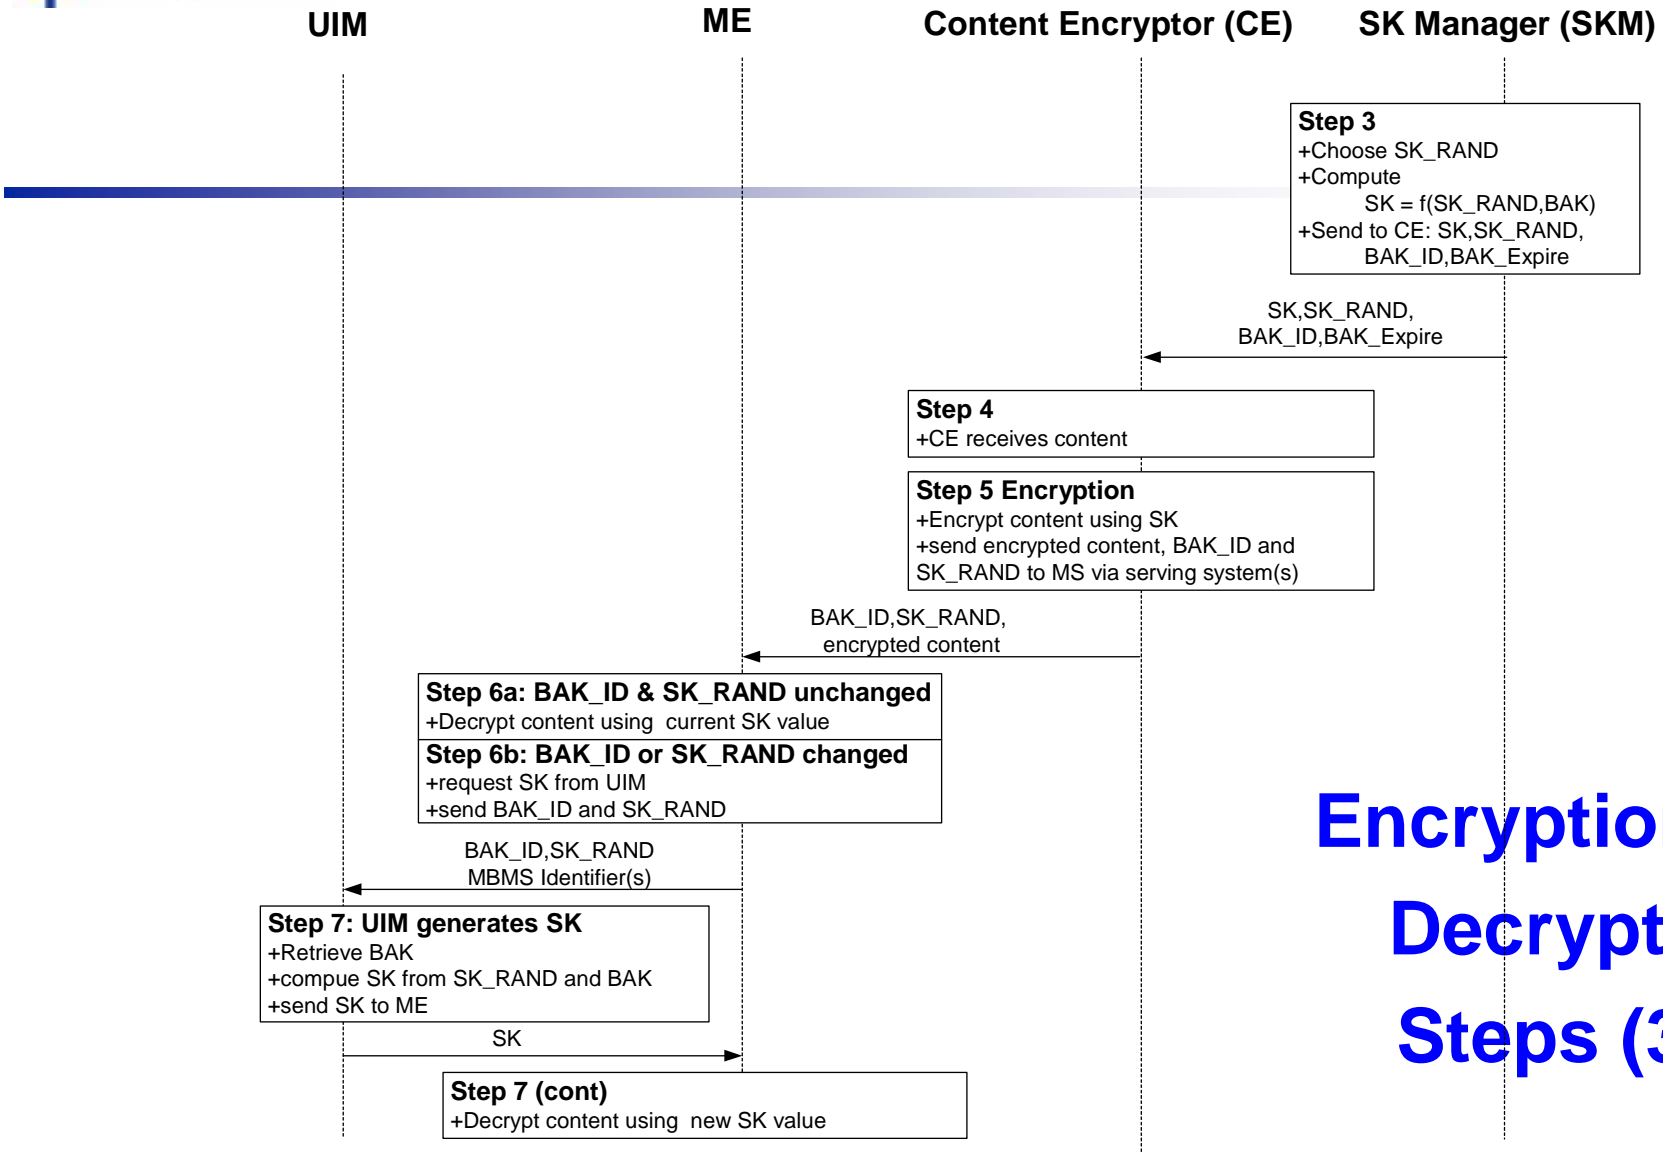 UIM
ME
Content Encryptor (CE)
SK Manager (SKM)
Step 3
+Choose SK_RAND
+Compute
SK = f(SK_RAND,BAK)
+Send to CE: SK,SK_RAND,
BAK_ID,BAK_Expire
SK,SK_RAND,
BAK_ID,BAK_Expire
Step 4
+CE receives content
Step 5 Encryption
+Encrypt content using SK
+send encrypted content, BAK_ID and
SK_RAND to MS via serving system(s)
BAK_ID,SK_RAND,
encrypted content
Step 6a: BAK_ID & SK_RAND unchanged
+Decrypt content using current SK value
Step 6b: BAK_ID or SK_RAND changed
+request SK from UIM
+send BAK_ID and SK_RAND
BAK_ID,SK_RAND
MBMS Identifier(s)
Step 7: UIM generates SK
+Retrieve BAK
+compue SK from SK_RAND and BAK
+send SK to ME
SK
Step 7 (cont)
+Decrypt content using new SK value
Encryptio
Decrypt
Steps (3